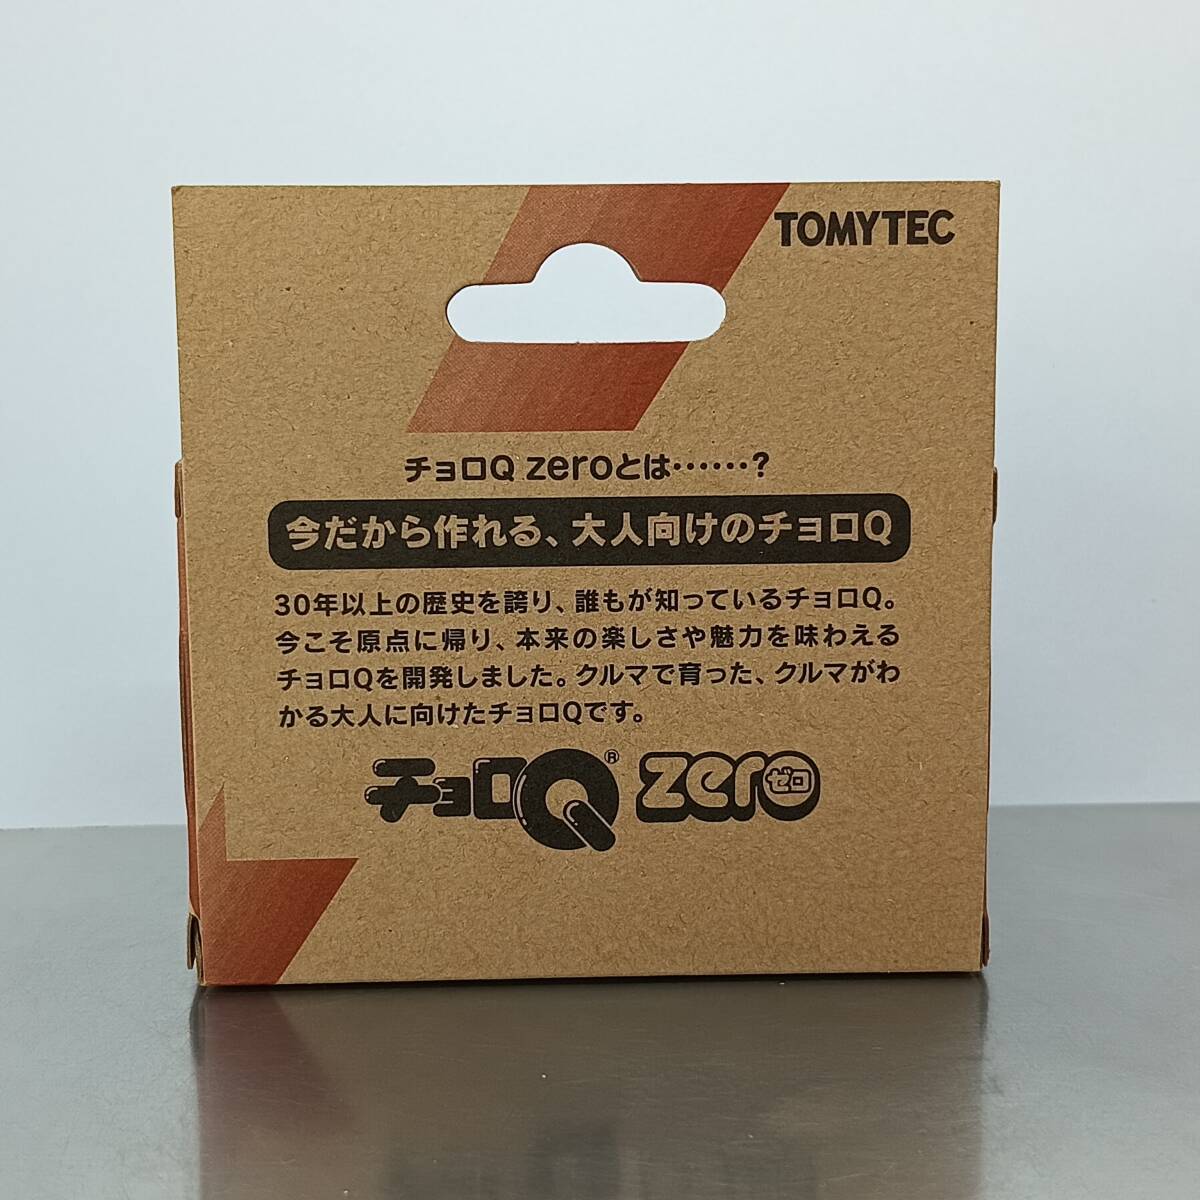 TOMYTEC
チョロQ zeroとは……?
今だから作れる、大人向けのチョロQ
30年以上の歴史を誇り、誰もが知っているチョロQ。
今こそ原点に帰り、本来の楽しさや魅力を味わえる
チョロQを開発しました。クルマで育った、クルマがわ
かる大人に向けたチョロQです。
チョロQ® zeroゼロ